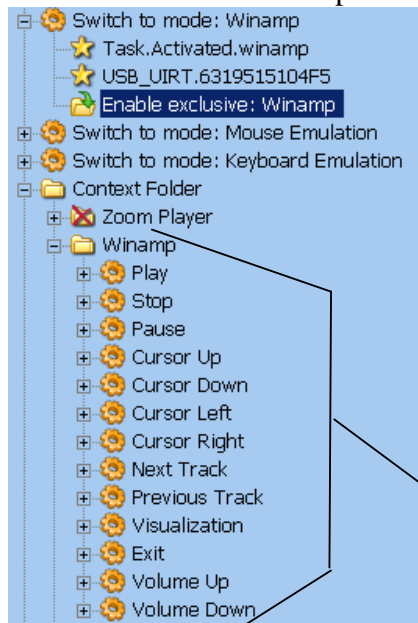 Switch to mode: Winamp
Task.Activated.winamp
USB_UIRT.6319515104F5
Enable exclusive: Winamp
Switch to mode: Mouse Emulation
Switch to mode: Keyboard Emulation
Context Folder
Zoom Player
Winamp
Play
Stop
Pause
Cursor Up
Cursor Down
Cursor Left
Cursor Right
Next Track
Previous Track
Visualization
Exit
Volume Up
Volume Down